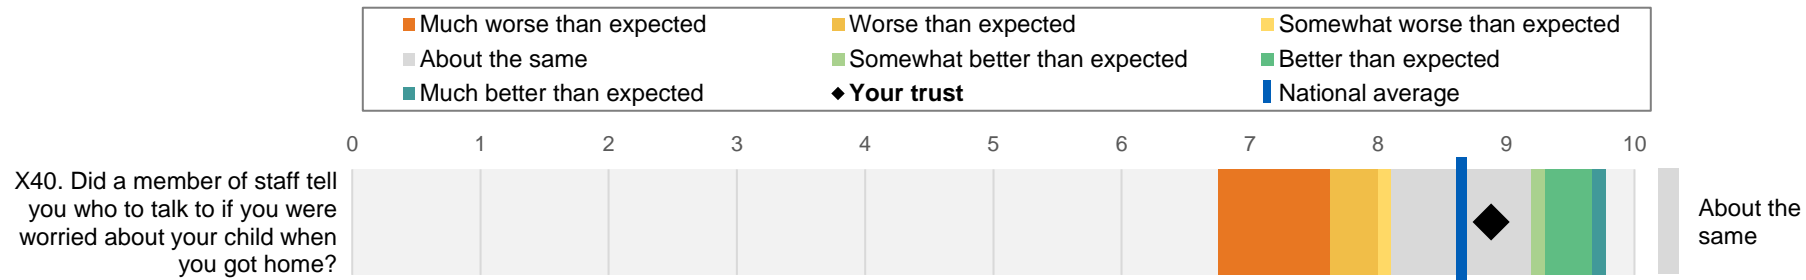 Much worse than expected
Worse than expected
Somewhat worse than expected
About the same
Somewhat better than expected
Better than expected
Much better than expected
Your trust
National average
0 1 2 3 4 5 6 7 8 9 10
X40. Did a member of staff tell
you who to talk to if you were
worried about your child when
you got home?
About the
same